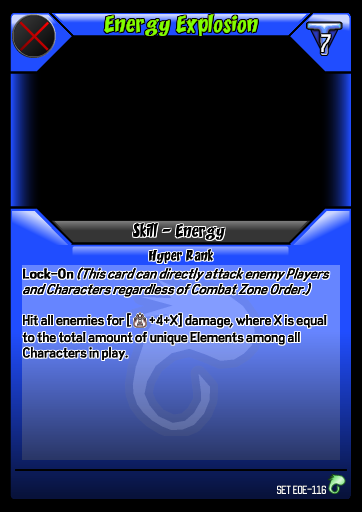 Energy Explosion
7
Skill - Energy
Hyper Rank
Lock-On (This card can directly attack enemy Players
and Characters regardless of Combat Zone Order.)
Hit all enemies for [ +4+X] damage, where X is equal
to the total amount of unique Elements among all
Characters in play.
SET EOE-116